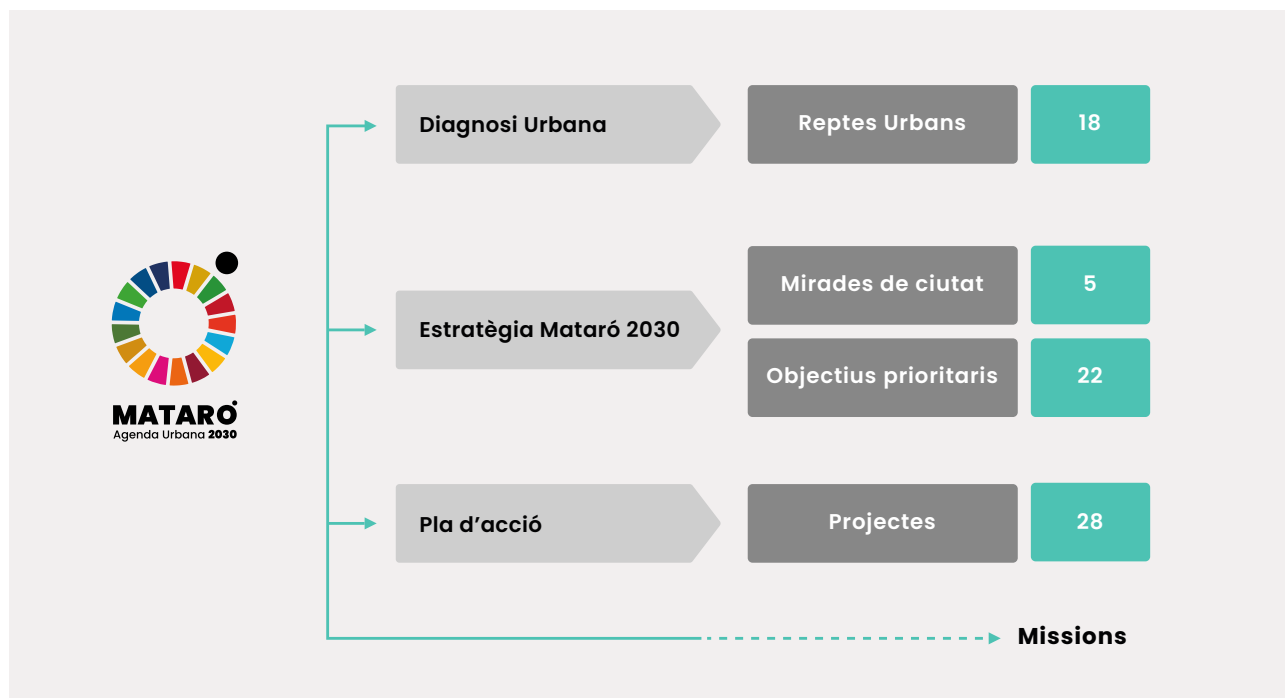 Diagnosi Urbana
Reptes Urbans
18
Mirades de ciutat
5
Estratègia Mataró 2030
Objectius prioritaris
22
MATARÓ
Agenda Urbana 2030
Pla d’acció
Projectes
28
Missions